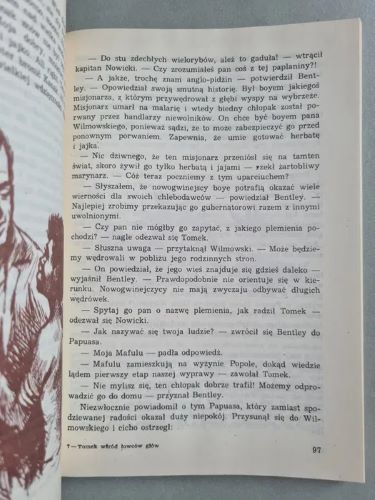 — Do stu zdechłych wielorybów, ależ to gaduła! — wtrącił
kapitan Nowicki. — Czy zrozumiałeś pan coś z tej paplaniny?!
— A jakże, trochę znam anglo-pidżin — potwierdził Bent-
ley. — Opowiedział swoją smutną historię. Był boyem jakiegoś
misjonarza, z którym przywędrował z głębi wyspy na wybrzeże.
Misjonarz umarł na malarię i wtedy biedny chłopak został po-
rwany przez handlarzy niewolników. On chce być boyem pana
Wilmowskiego, ponieważ sądzi, że to może zabezpieczyć go przed
ponownym porwaniem. Zapewnia, że umie gotować herbatę
z jajka.
— Nic dziwnego, że ten misjonarz przeniósł się na tamten
świat, skoro żywił go tylko herbatą i jajami — rzekł żartobliwy
marynarz. — Cóż teraz poczniemy z tym uparciuchem?
— Słyszałem, że nowogwinejscy boye potrafią okazać wiele
wierności dla swoich chlebodawców — powiedział Bentley. —
Najlepiej zrobimy przekazując go gubernatorowi razem z innymi
uwolnionymi.
— Czy pan nie mógłby go zapytać, z jakiego plemienia po-
chodzi? — nagle odezwał się Tomek.
— Słuszna uwaga — przytaknął Wilmowski. — Może będzie-
my wędrowali w pobliżu jego rodzinnych stron.
— On powiedział, że jego wieś znajduje się gdzieś daleko —
wyjaśnił Bentley. — Prawdopodobnie nie orientuje się w kie-
runku. Nowogwinejczycy nie mają zwyczaju odbywać długich
wędrówek.
— Spytaj go pan o nazwę plemienia, jak radził Tomek —
odezwał się Nowicki.
— Jak nazywać się twoja ludzie? — zwrócił się Bentley do
Papuasa.
— Moja Mafulu — padła odpowiedź.
— Mafulu zamieszkują na wyżynie Popole, dokąd wiedzie
lądem pierwszy etap naszej wyprawy — zawołał Tomek.
— Nie mylisz się, ten chłopak dobrze trafił! Możemy odpro-
wadzić go do domu — przyznał Bentley.
Niezwłocznie powiadomił o tym Papuasa, który zamiast spo-
dziewanej radości okazał duży niepokój. Przysunął się do Wil-
mowskiego i cicho ostrzegł:
7 — Tomek wśród łowców głów
97